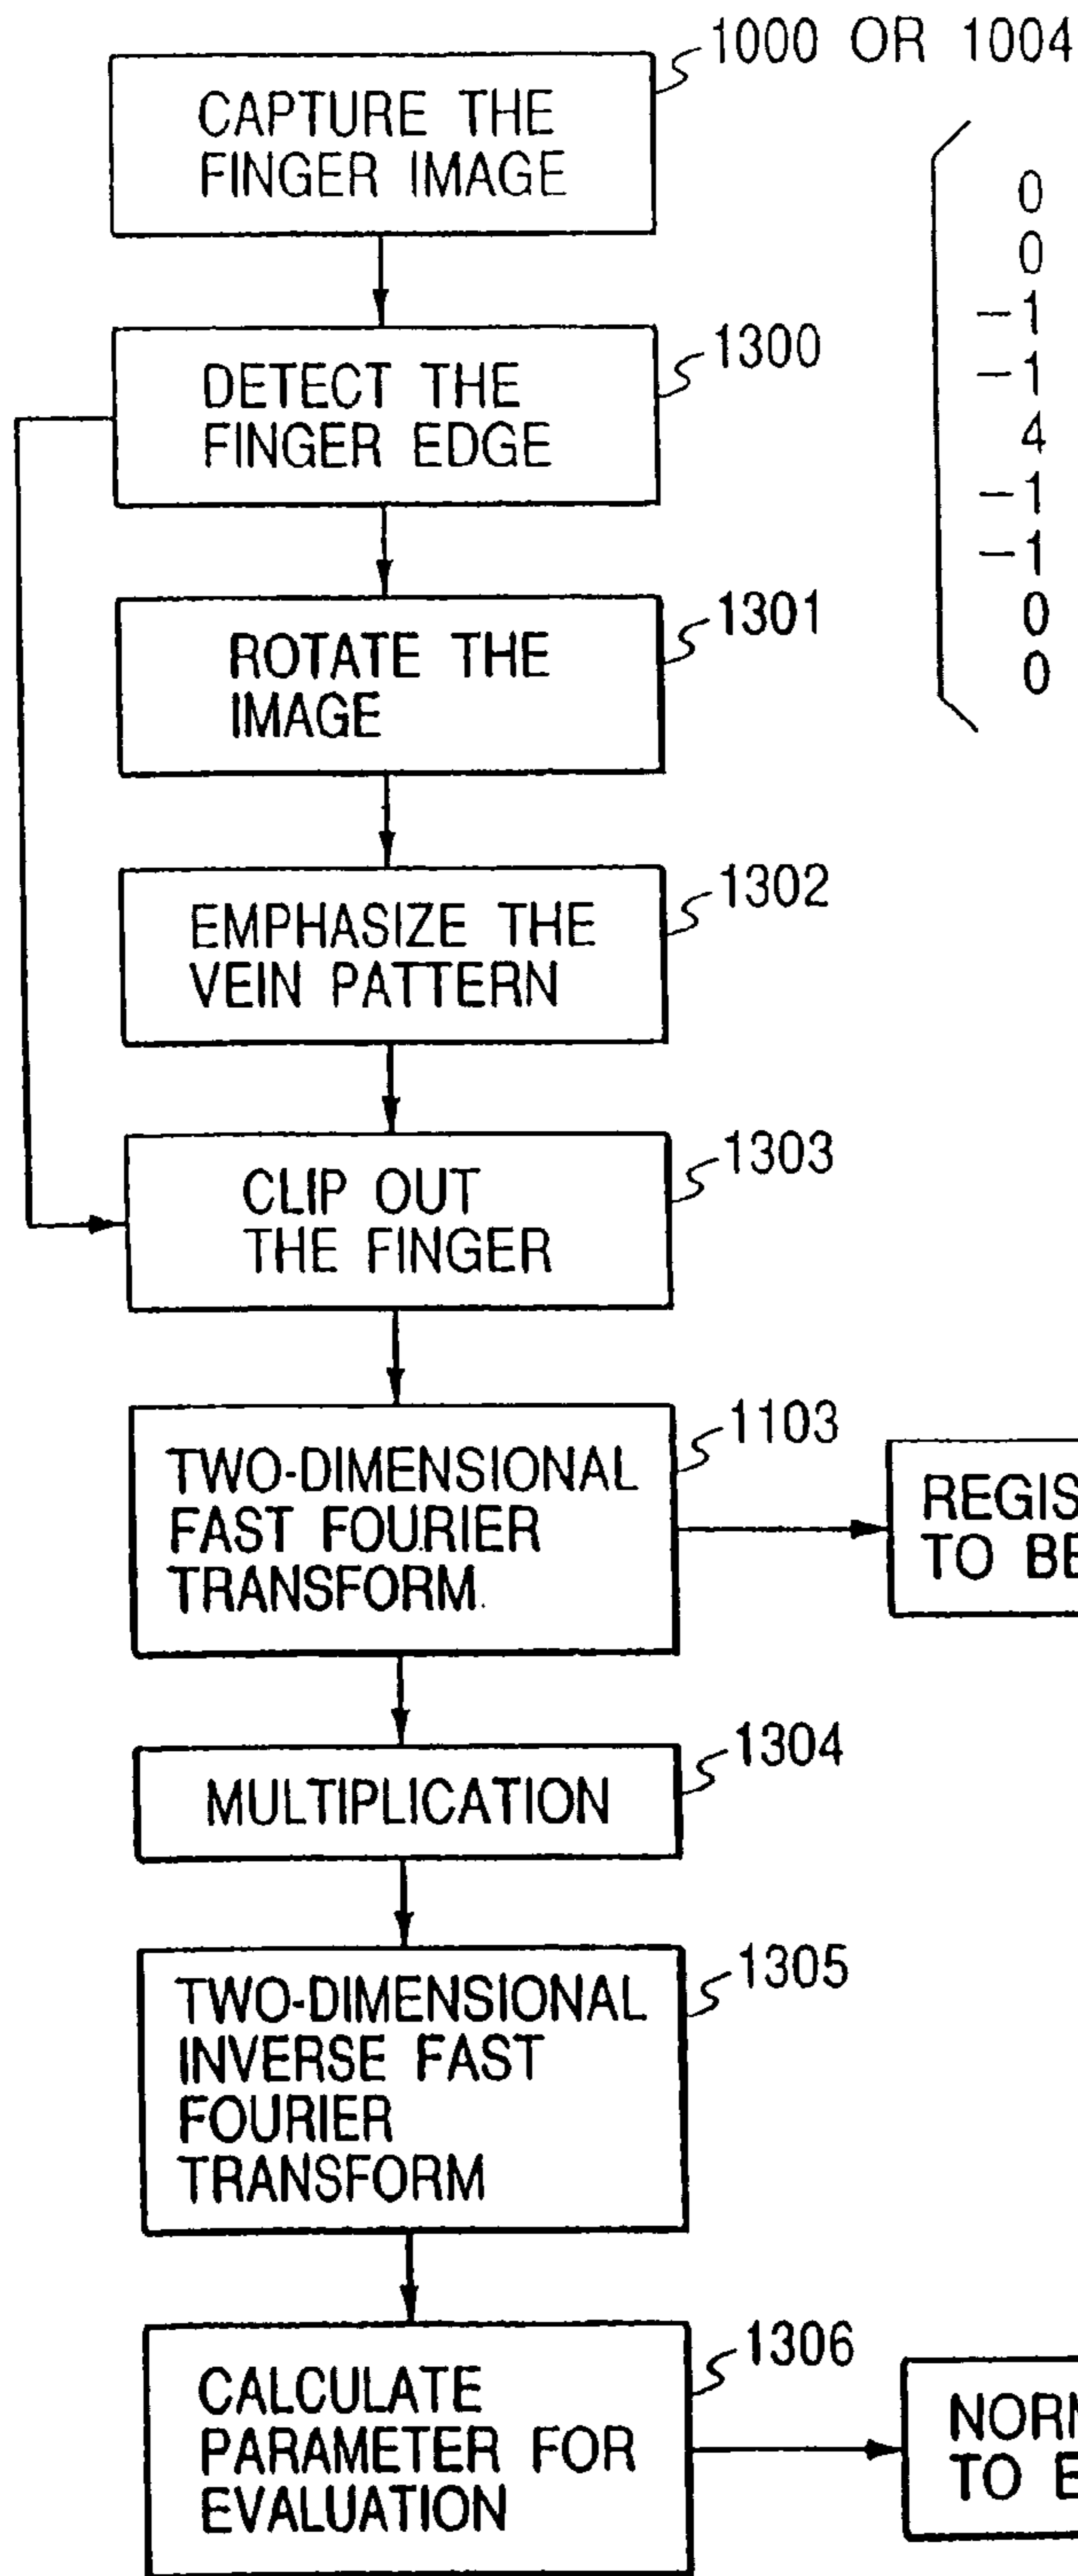 1000 OR 1004
CAPTURE THE
FINGER IMAGE
0
0
-1
-1
4
-1
-1
0
0
1300
DETECT THE
FINGER EDGE
1301
ROTATE THE
IMAGE
1302
EMPHASIZE THE
VEIN PATTERN
1303
CLIP OUT
THE FINGER
1103
TWO-DIMENSIONAL
FAST FOURIER
TRANSFORM
TO
1304
MULTIPLICATION
1305
TWO-DIMENSIONAL
INVERSE FAST
FOURIER
TRANSFORM
1306
CALCULATE
PARAMETER FOR
EVALUATION
TO